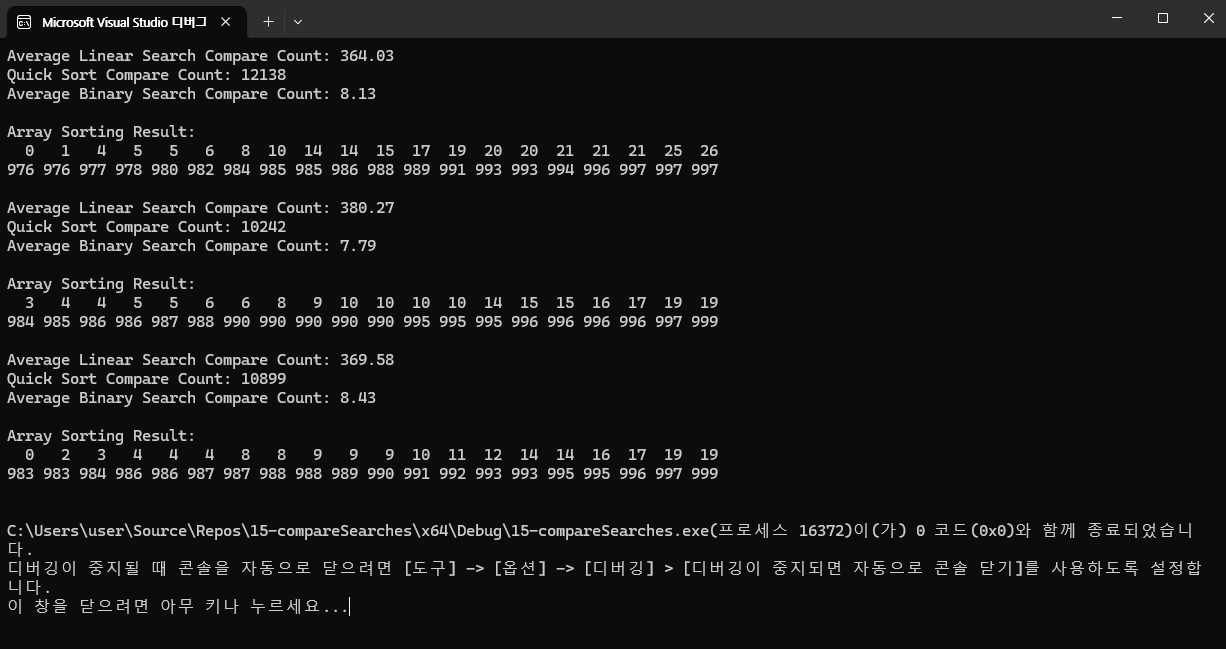 Microsoft Visual Studio 디버그
Average Linear Search Compare Count: 364.03
Quick Sort Compare Count: 12138
Average Binary Search Compare Count: 8.13
Array Sorting Result:
0 1 4 5 5 6 8 10 14 14 15 17 19 20 20 21 21 21 25 26
976 976 977 978 980 982 984 985 985 986 988 989 991 993 993 994 996 997 997 997
Average Linear Search Compare Count: 380.27
Quick Sort Compare Count: 10242
Average Binary Search Compare Count: 7.79
Array Sorting Result:
3 4 4 5 5 6 6 8 9 10 10 10 10 14 15 15 16 17 19 19
984 985 986 986 987 988 990 990 990 990 990 995 995 995 996 996 996 996 997 999
Average Linear Search Compare Count: 369.58
Quick Sort Compare Count: 10899
Average Binary Search Compare Count: 8.43
Array Sorting Result:
0 2 3 4 4 4 8 8 9 9 9 10 11 12 14 14 16 17 19 19
983 983 984 986 986 987 987 988 988 989 990 991 992 993 993 995 995 996 997 999
C:\Users\user\Source\Repos\15-compareSearches\x64\Debug\15-compareSearches.exe(프로세스 16372)이(가) 0 코드(0x0)와 함께 종료되었습니
다.
디버깅이 중지될 때 콘솔을 자동으로 닫으려면 [도구] -> [옵션] -> [디버깅] > [디버깅이 중지되면 자동으로 콘솔 닫기]를 사용하도록 설정합
니다.
이 창을 닫으려면 아무 키나 누르세요...